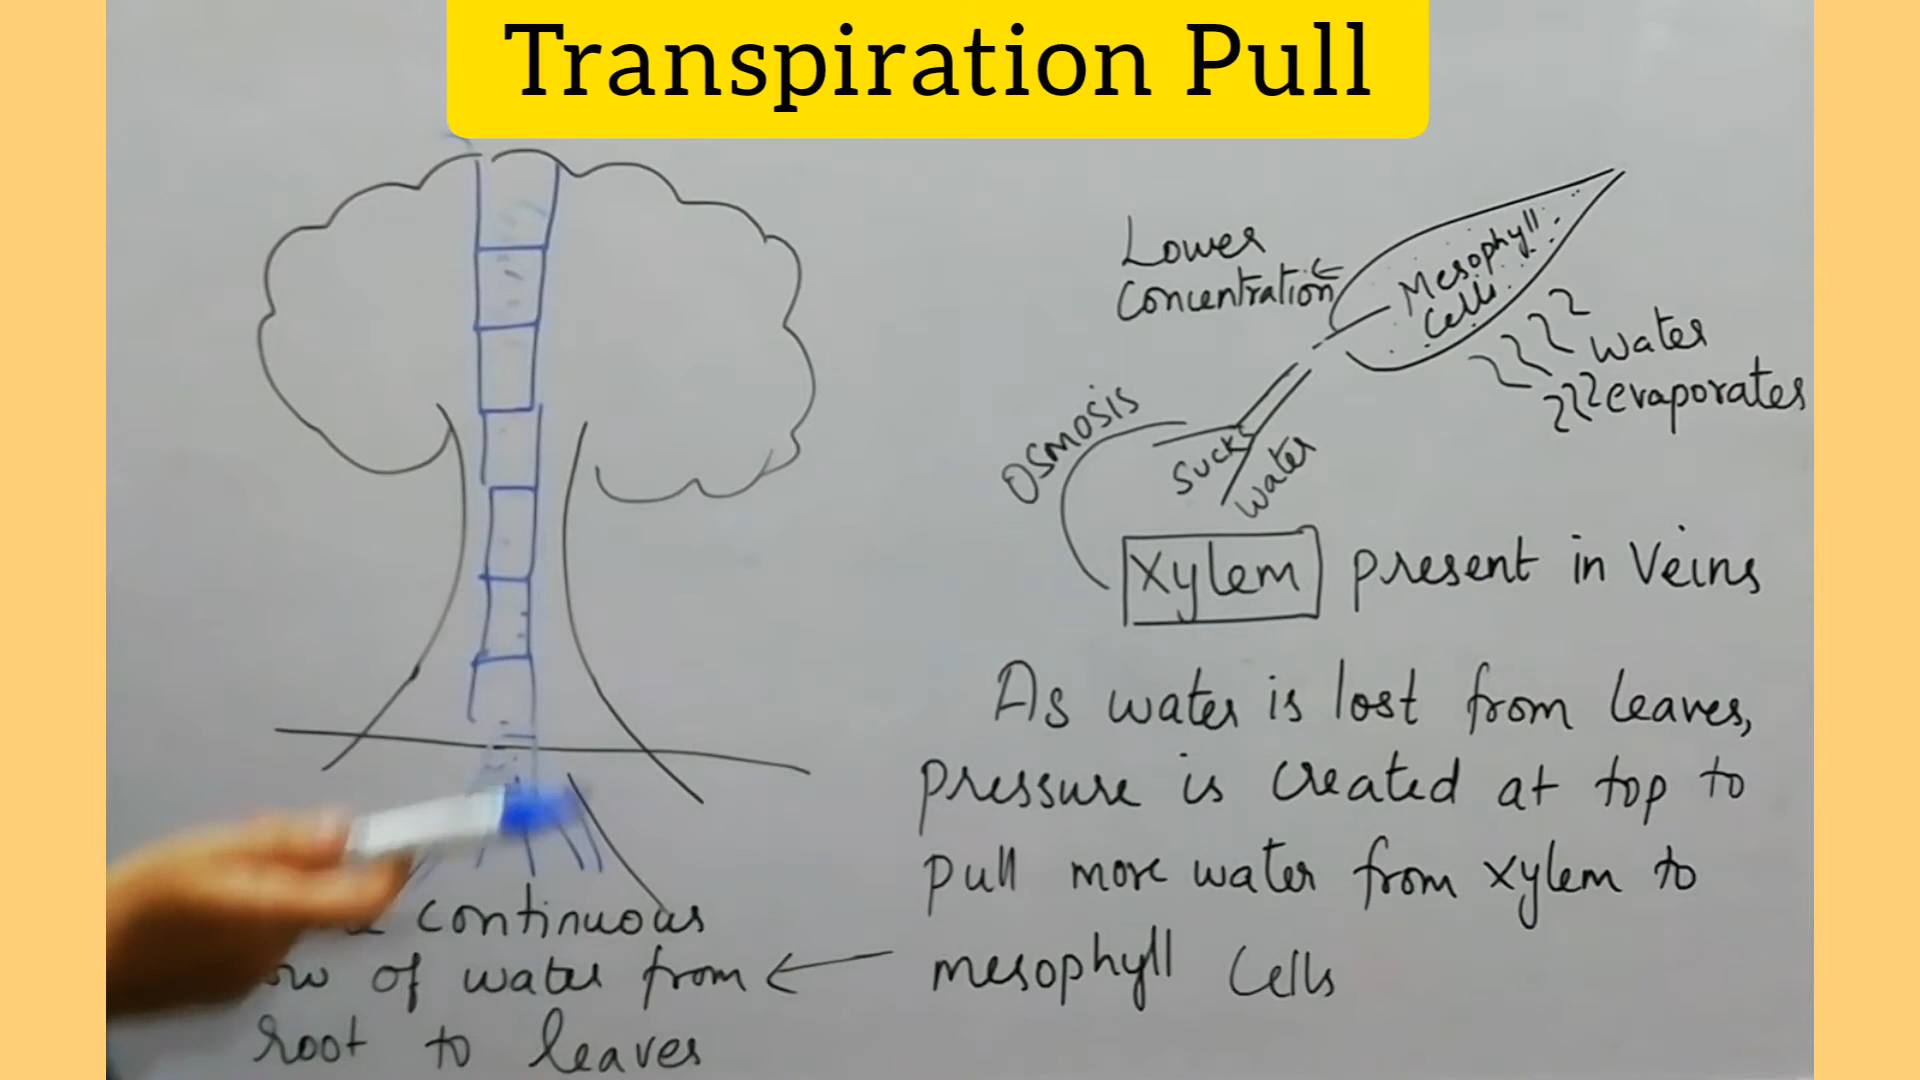 Transpiration Pull
Lower
Concentration
Mesophyll
Cells
Water
evaporates
Osmosis
Suck
Water
Xylem present in Veins
As water is lost from leaves,
pressure is created at top to
pull more water from xylem to
mesophyll Cells
continuous
of water from
root to leaves